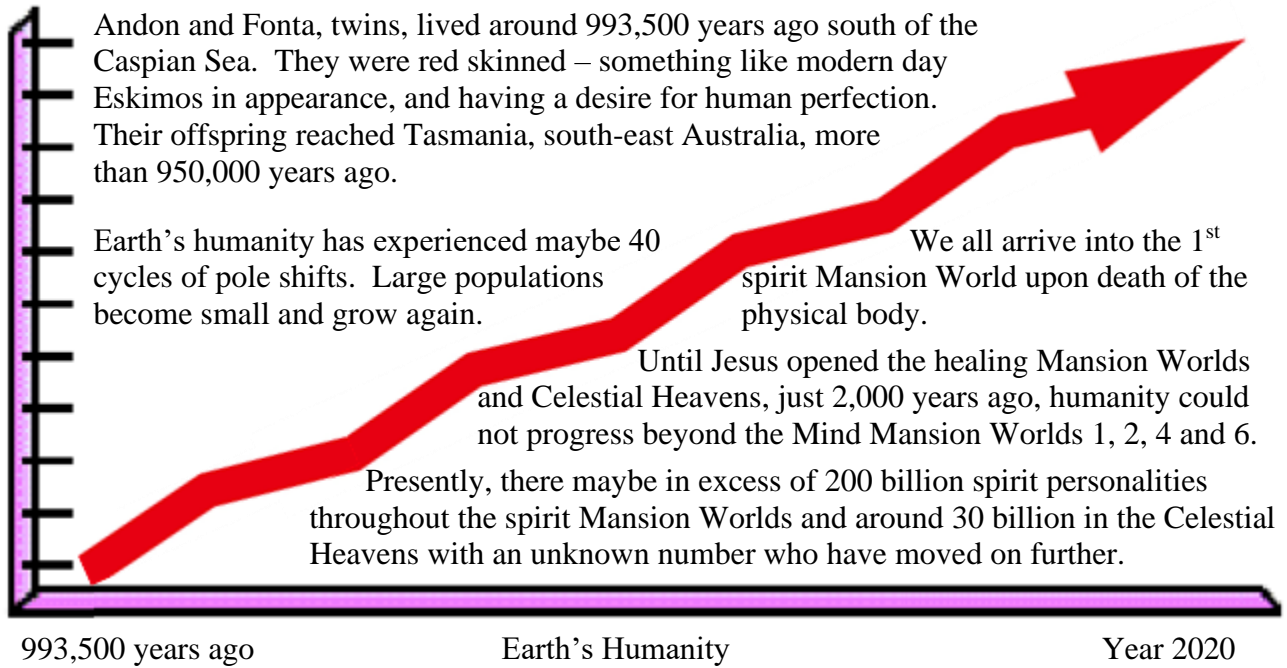 Andon and Fonta, twins, lived around 993,500 years ago south of the
Caspian Sea. They were red skinned – something like modern day
Eskimos in appearance, and having a desire for human perfection.
Their offspring reached Tasmania, south-east Australia, more
than 950,000 years ago.
Earth’s humanity has experienced maybe 40
cycles of pole shifts. Large populations
become small and grow again.
We all arrive into the 1st
spirit Mansion World upon death of the
physical body.
Until Jesus opened the healing Mansion Worlds
and Celestial Heavens, just 2,000 years ago, humanity could
not progress beyond the Mind Mansion Worlds 1, 2, 4 and 6.
Presently, there maybe in excess of 200 billion spirit personalities
throughout the spirit Mansion Worlds and around 30 billion in the Celestial
Heavens with an unknown number who have moved on further.
993,500 years ago
Earth’s Humanity
Year 2020